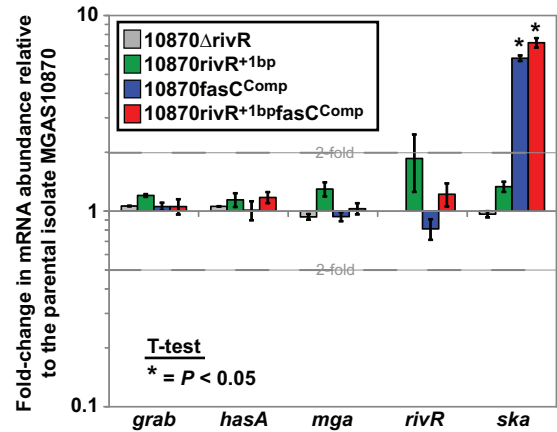 Fold-change in mRNA abundance relative
to the parental isolate MGAS10870
10
1
0.1
10870ΔrivR
10870rivR+1bp
10870fasCComp
10870rivR+1bpfasCComp
* *
2-fold
2-fold
T-test
* = P < 0.05
grab hasA mga rivR ska